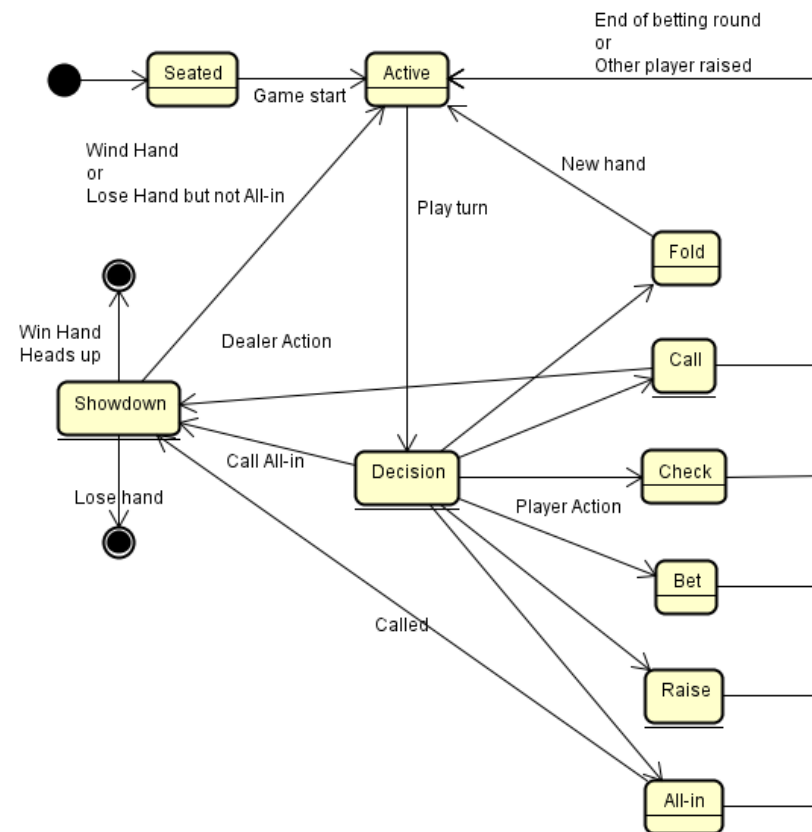 End of betting round
or
Other player raised
Seated
Active
Game start
Wind Hand
or
Lose Hand but not All-in
New hand
Play turn
Fold
Win Hand
Heads up
Dealer Action
Call
Showdown
Call All-in
Decision
Check
Lose hand
Player Action
Bet
Called
Raise
All-in